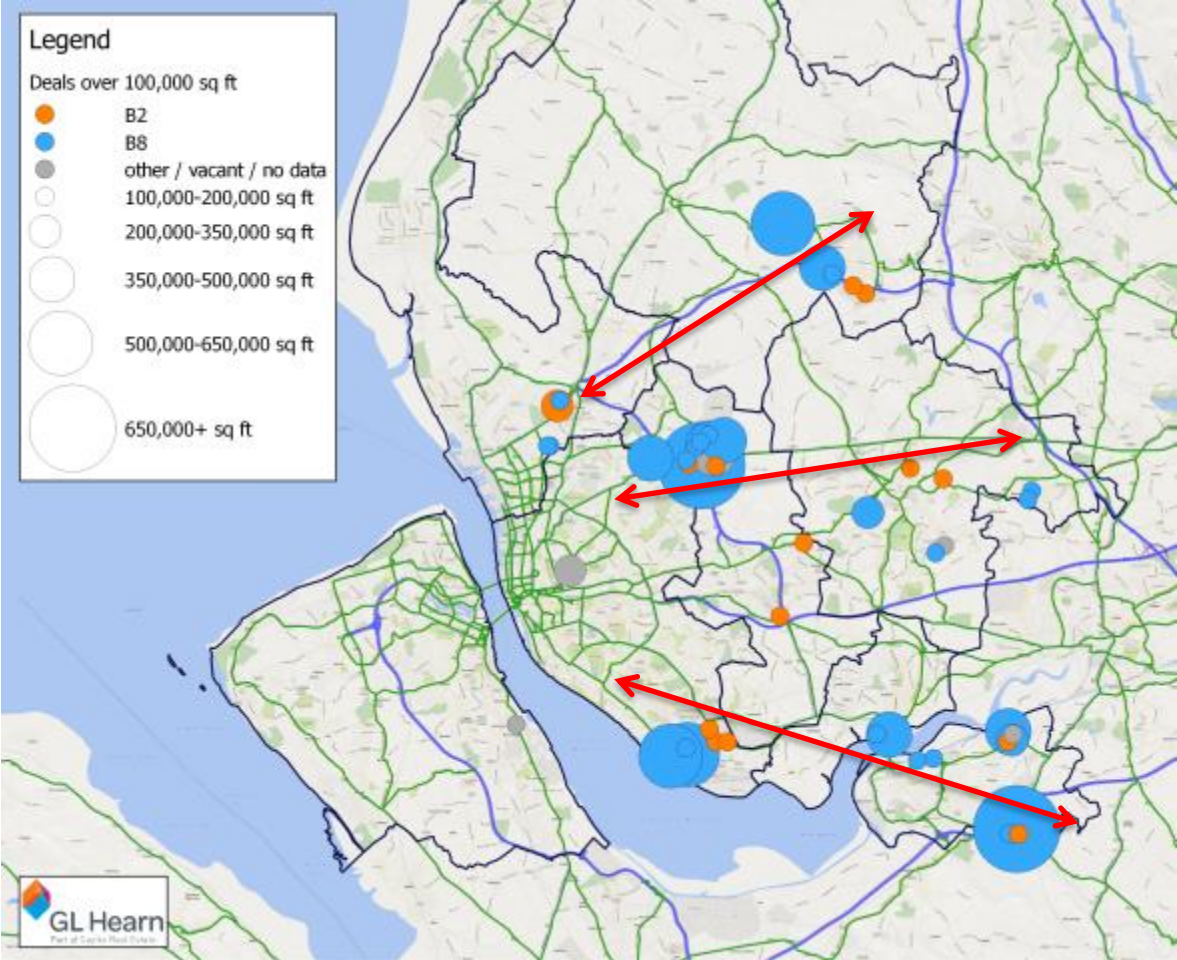 Legend
Deals over 100,000 sq ft
B2
B8
other / vacant / no data
100,000-200,000 sq ft
200,000-350,000 sq ft
350,000-500,000 sq ft
500,000-650,000 sq ft
650,000+ sq ft
GL Hearn
Part of Capita Real Estate